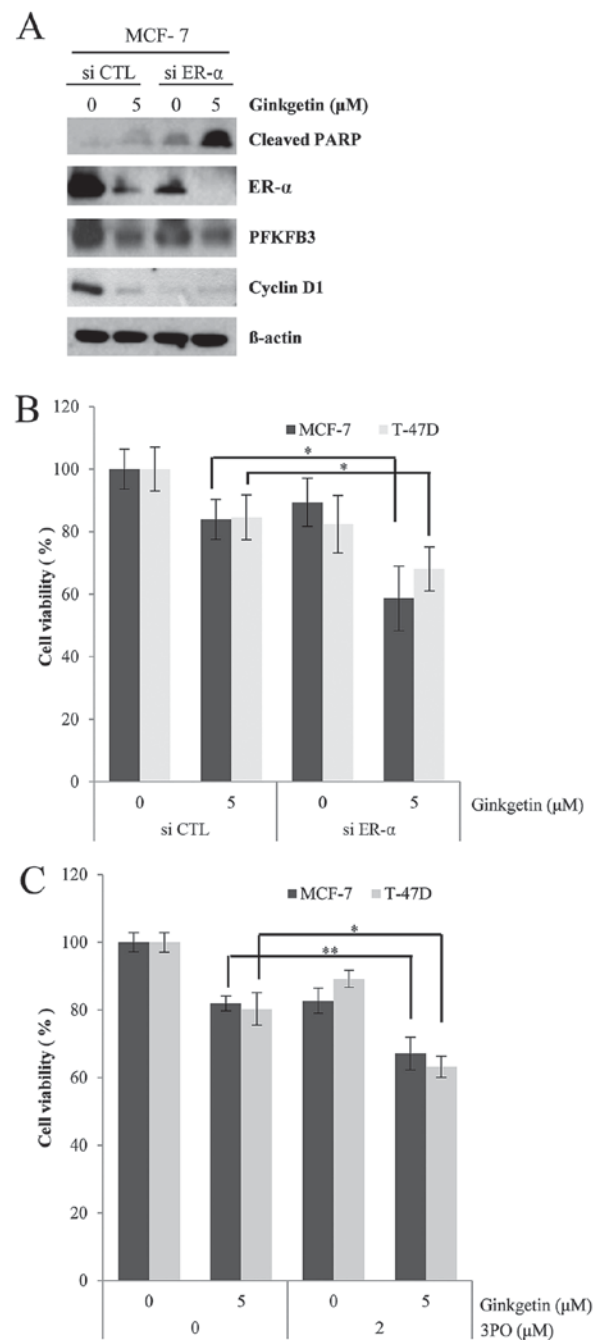 A
MCF- 7
si CTL si ER-α
0 5 0 5 Ginkgetin (µM)
Cleaved PARP
ER-α
PFKFB3
Cyclin D1
ß-actin
B
120
100
80
60
40
20
0
Cell viability ( % )
MCF-7 T-47D
* *
0 5 0 5 Ginkgetin (µM)
si CTL si ER-α
C
120
100
80
60
40
20
0
Cell viability ( % )
MCF-7 T-47D
*
**
0 5 0 5 Ginkgetin (µM)
0 2 3PO (µM)